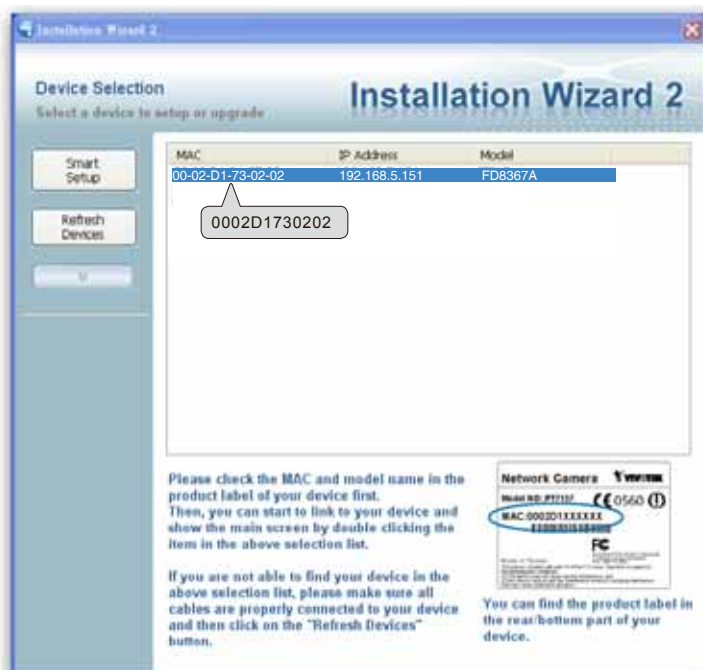 Installation Wizard 2
Device Selection
Select a device to setup or upgrade
Installation Wizard 2
Smart
Setup
Refresh
Devices
MAC IP Address Model
00-02-D1-73-02-02 192.168.5.151 FD8367A
0002D1730202
Please check the MAC and model name in the
product label of your device first.
Then, you can start to link to your device and
show the main screen by double clicking the
item in the above selection list.
If you are not able to find your device in the
above selection list, please make sure all
cables are properly connected to your device
and then click on the "Refresh Devices"
button.
Network Camera VIVOTEK
Model NO: PT7137 CE 0560
MAC:0002D1XXXXXX
FC
You can find the product label in
the rear/bottom part of your
device.